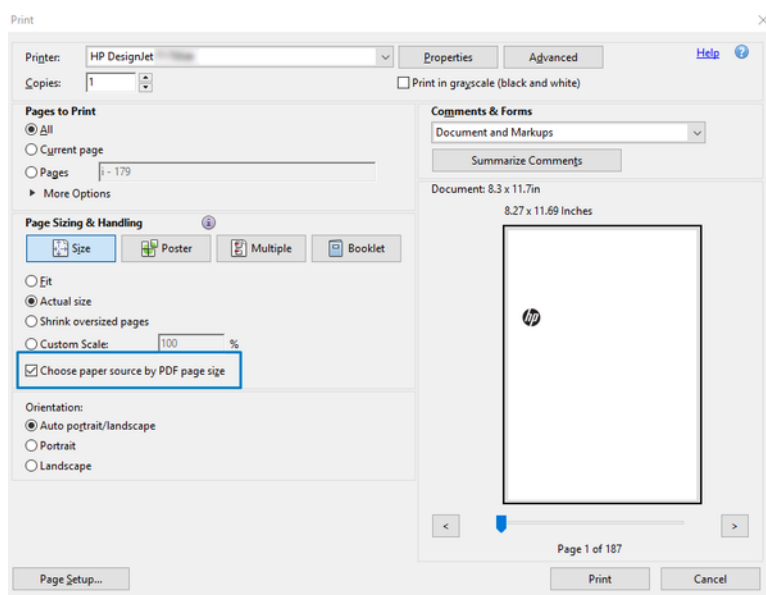 Print
Printer: HP DesignJet Properties Advanced Help ?
Copies: 1 Print in grayscale (black and white)
Pages to Print
All
Current page
Pages i - 179
More Options
Page Sizing & Handling i
Size Poster Multiple Booklet
Fit
Actual size
Shrink oversized pages
Custom Scale: 100 %
Choose paper source by PDF page size
Orientation:
Auto portrait/landscape
Portrait
Landscape
Comments & Forms
Document and Markups
Summarize Comments
Document: 8.3 x 11.7in
8.27 x 11.69 Inches
hp
< >
Page 1 of 187
Page Setup... Print Cancel